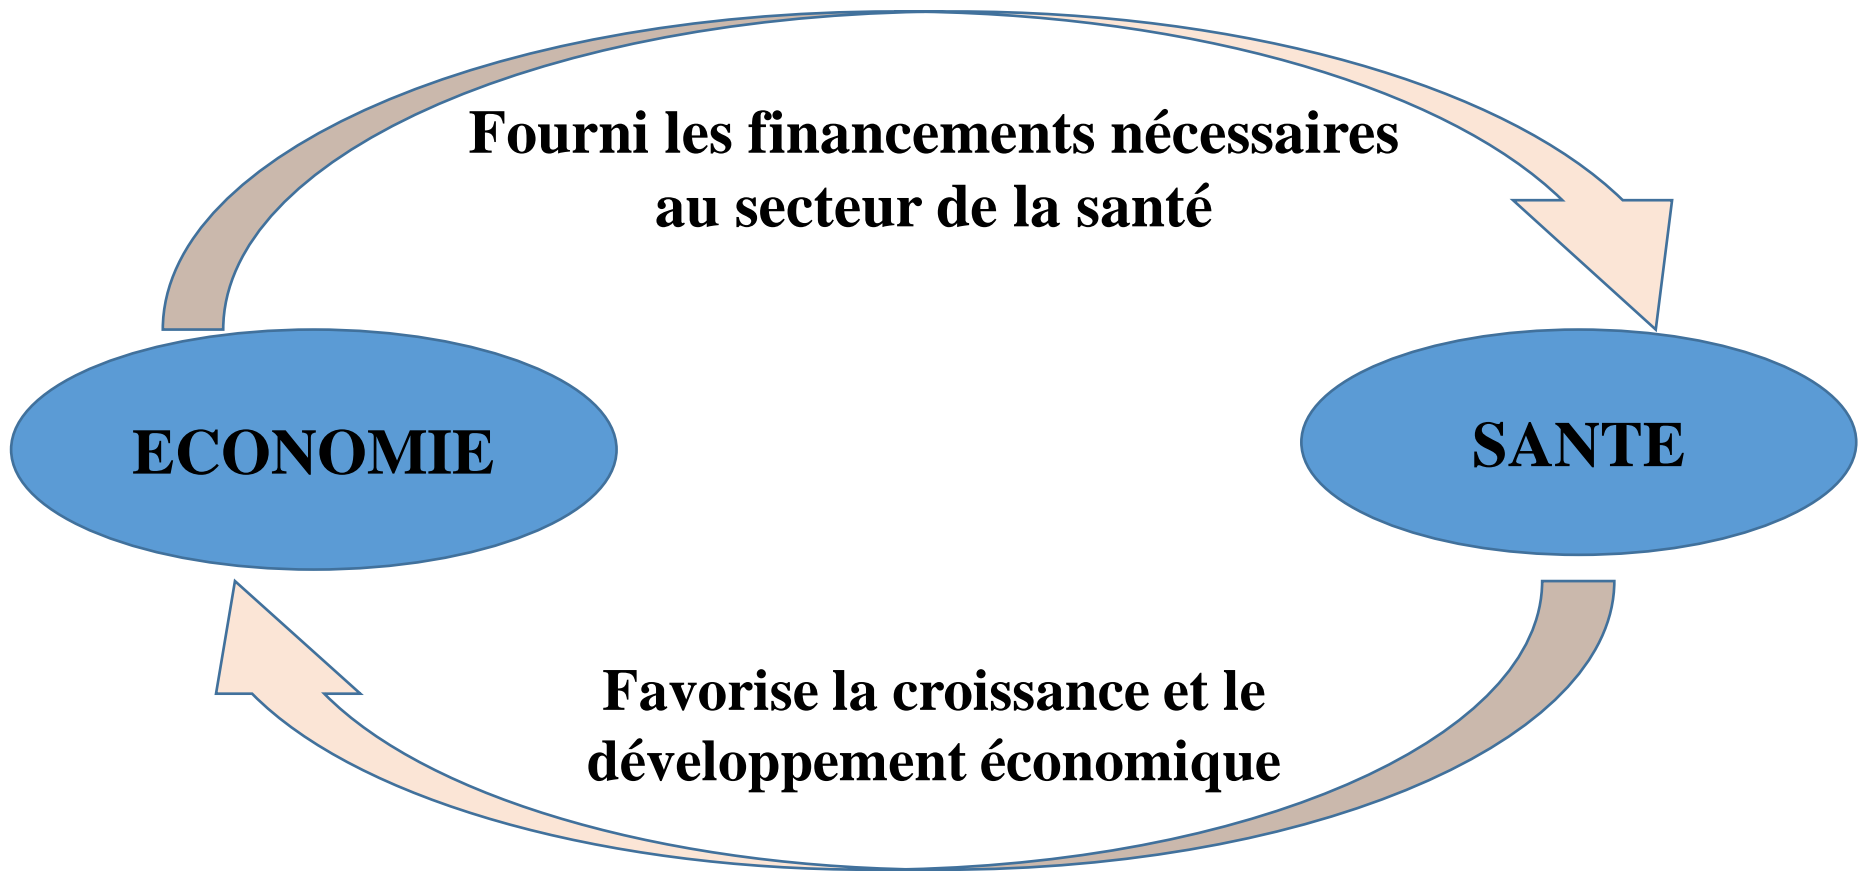 Fourni les financements nécessaires
au secteur de la santé
ECONOMIE
SANTE
Favorise la croissance et le
développement économique